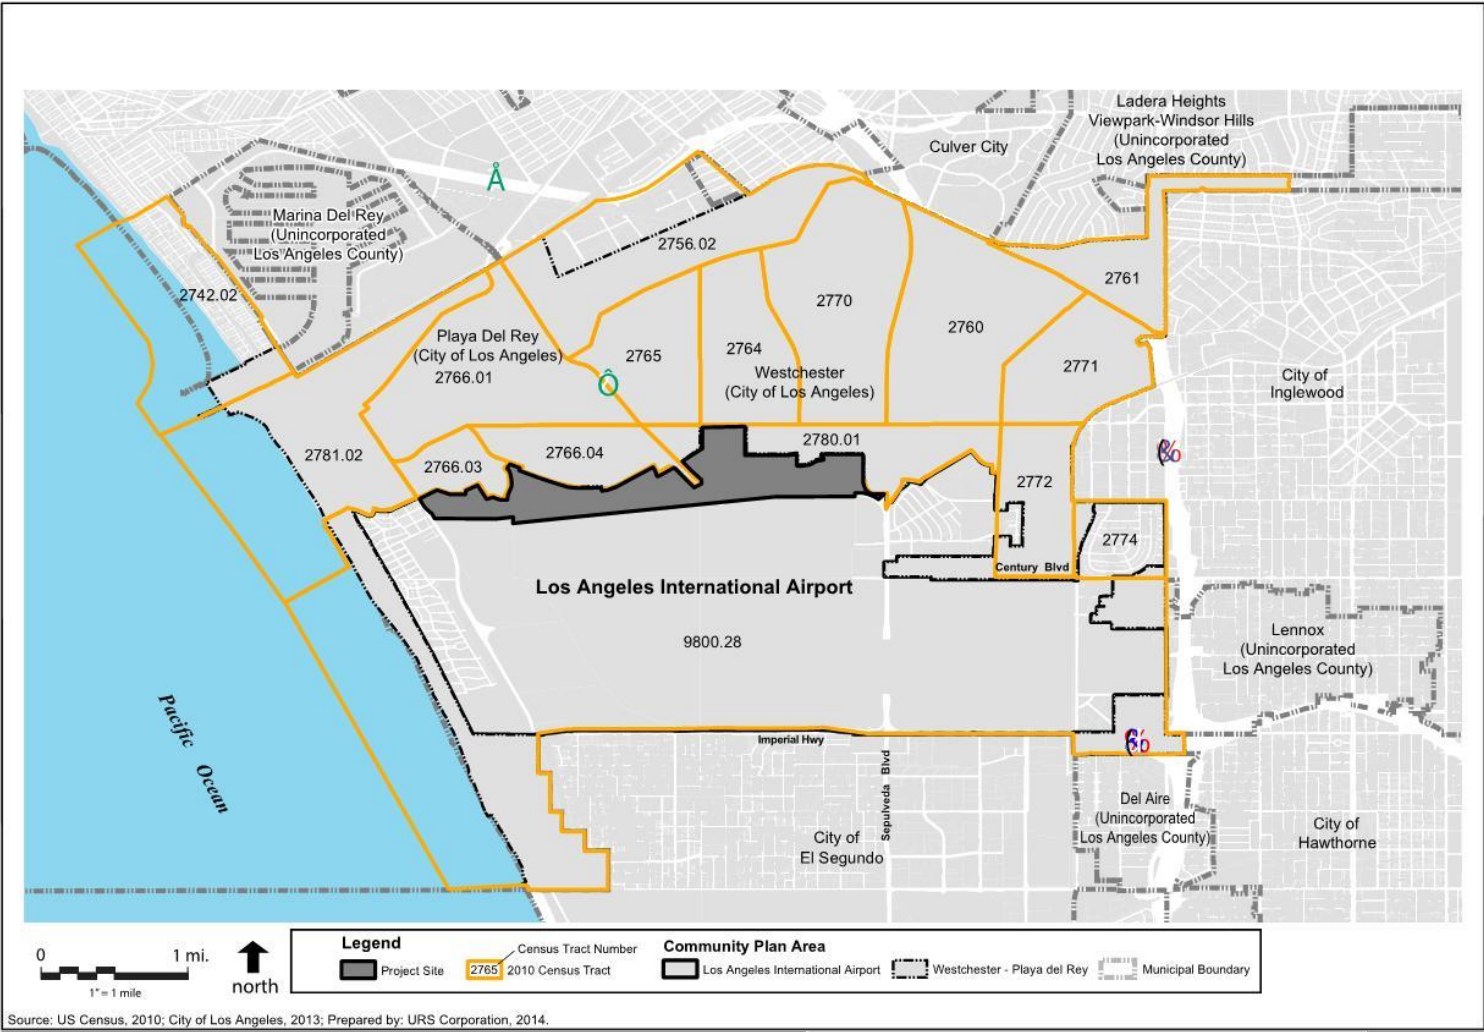 Ladera Heights
Viewpark-Windsor Hills
(Unincorporated
Los Angeles County)
Culver City
Å
Marina Del Rey
(Unincorporated
Los Angeles County)
2756.02
2761
2742.02
2770
2760
Playa Del Rey
(City of Los Angeles)
2766.01
2765
2764
Westchester
(City of Los Angeles)
2771
City of
Inglewood
Ô
2781.02
2766.03
2766.04
2780.01
2772
2774
Century Blvd
Los Angeles International Airport
9800.28
Lennox
(Unincorporated
Los Angeles County)
Pacific
Ocean
Imperial Hwy
Sepulveda Blvd
Del Aire
(Unincorporated
Los Angeles County)
City of
El Segundo
City of
Hawthorne
0 1 mi.
1" = 1 mile
north
Legend
Project Site
Census Tract Number
2765 2010 Census Tract
Community Plan Area
Los Angeles International Airport
Westchester - Playa del Rey
Municipal Boundary
Source: US Census, 2010; City of Los Angeles, 2013; Prepared by: URS Corporation, 2014.